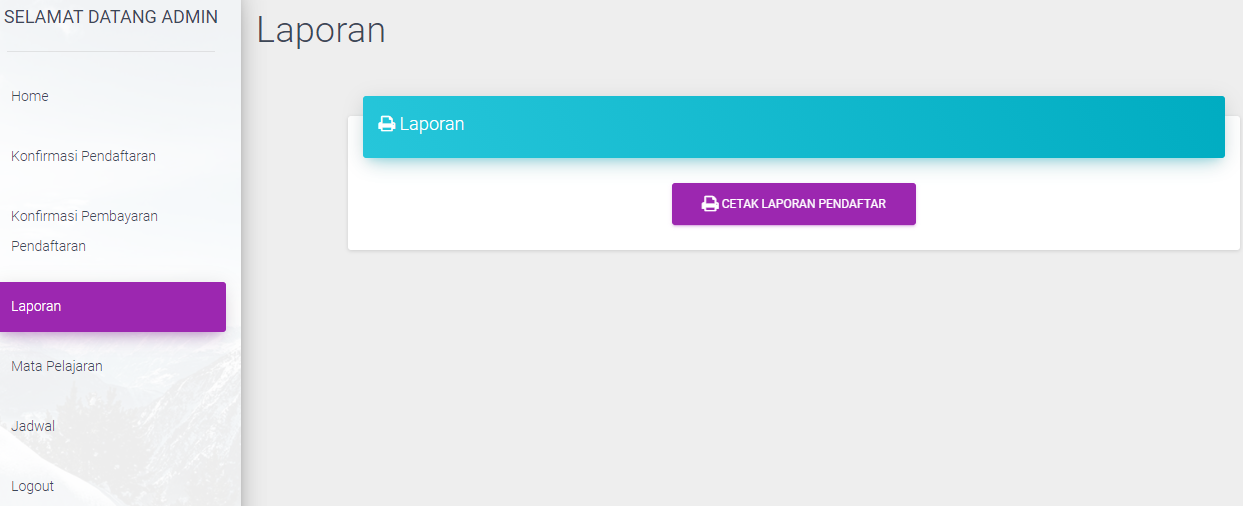 SELAMAT DATANG ADMIN
Home
Konfirmasi Pendaftaran
Konfirmasi Pembayaran
Pendaftaran
Laporan
Mata Pelajaran
Jadwal
Logout
Laporan
Laporan
CETAK LAPORAN PENDAFTAR